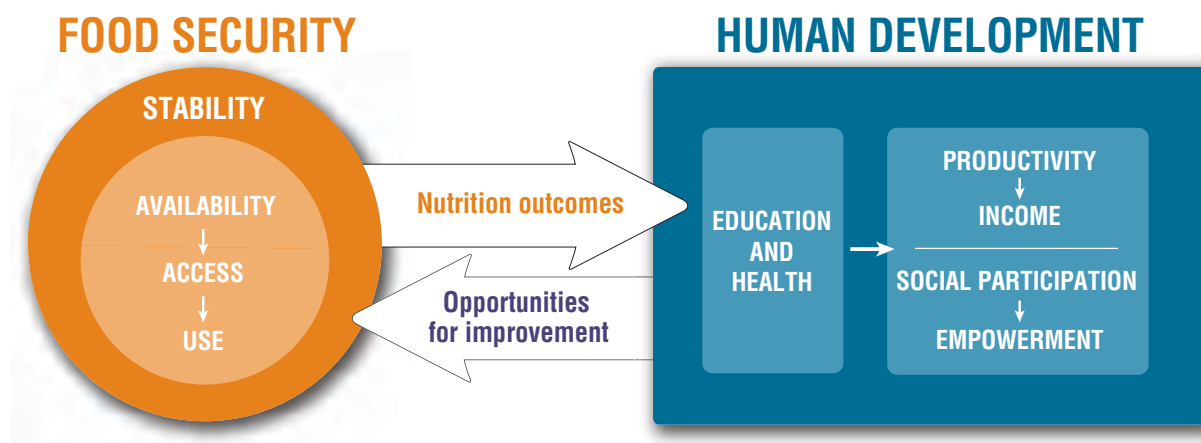 FOOD SECURITY
STABILITY
AVAILABILITY
ACCESS
USE
Nutrition outcomes
Opportunities
for improvement
HUMAN DEVELOPMENT
EDUCATION
AND
HEALTH
PRODUCTIVITY
INCOME
SOCIAL PARTICIPATION
EMPOWERMENT